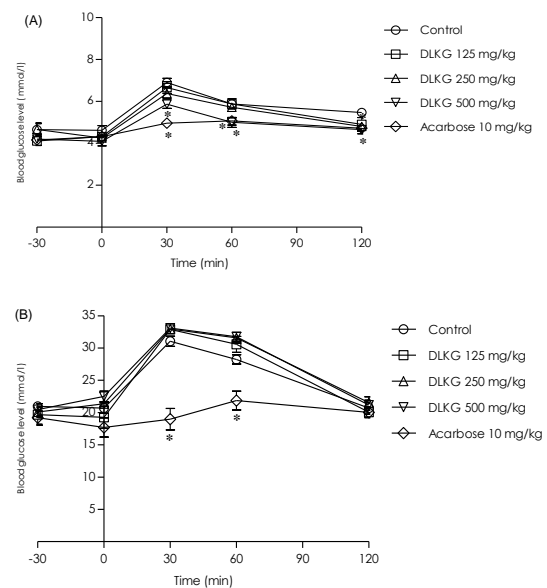 (A)
10
8
6
4
2
-30
0
30
60
90
120
Blood glucose level (mmol/l)
Time (min)
*
*
*
*
*
Control
DLKG 125 mg/kg
DLKG 250 mg/kg
DLKG 500 mg/kg
Acarbose 10 mg/kg
(B)
35
30
25
20
15
10
5
-30
0
30
60
90
120
Blood glucose level (mmol/l)
Time (min)
*
*
Control
DLKG 125 mg/kg
DLKG 250 mg/kg
DLKG 500 mg/kg
Acarbose 10 mg/kg